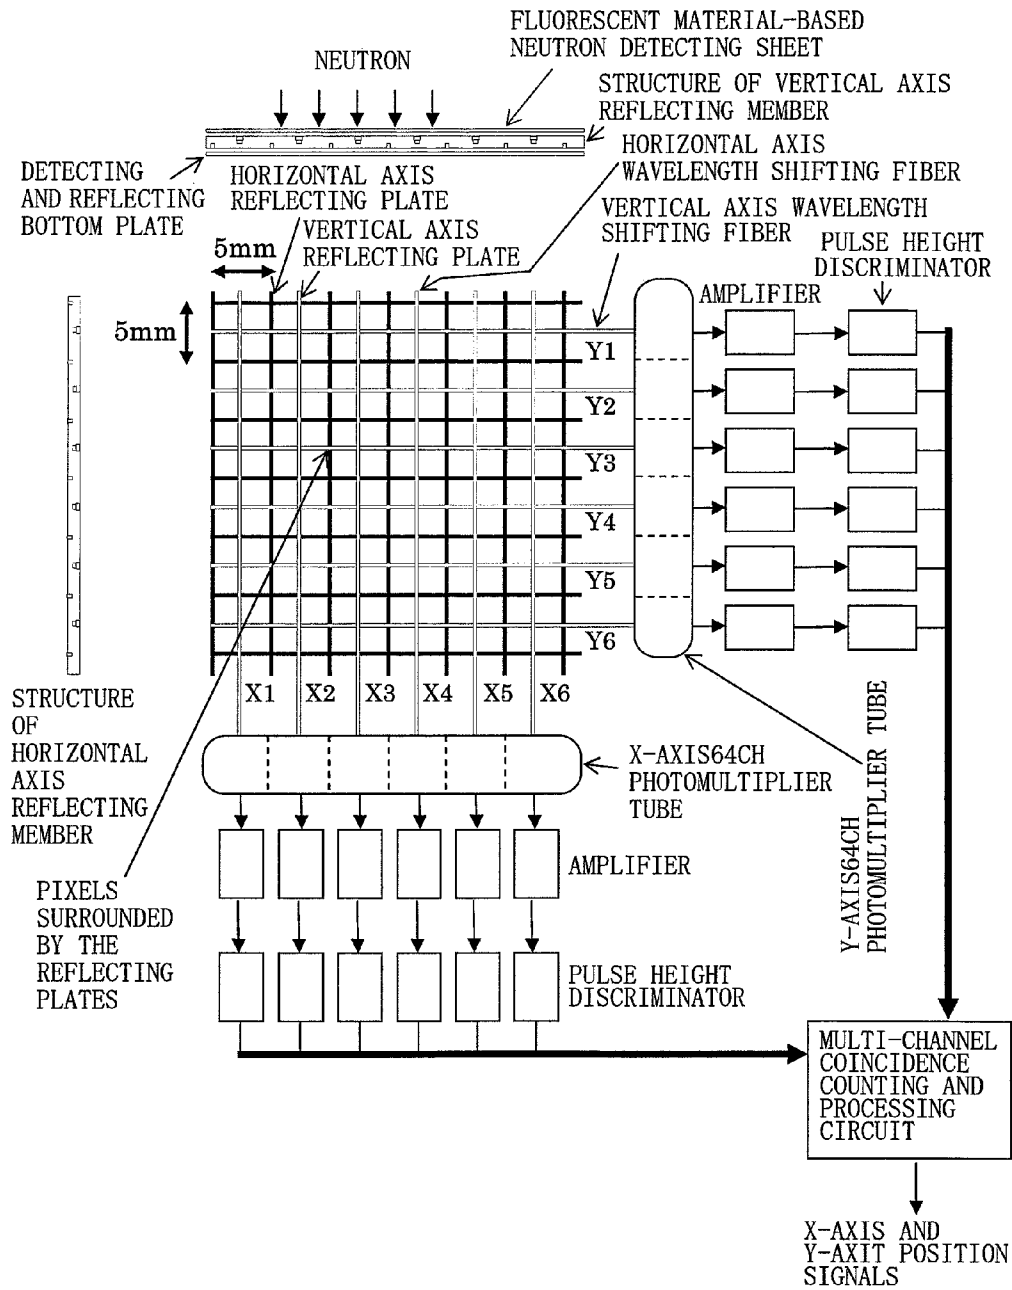 FLUORESCENT MATERIAL-BASED
NEUTRON DETECTING SHEET
NEUTRON
STRUCTURE OF VERTICAL AXIS
REFLECTING MEMBER
HORIZONTAL AXIS
WAVELENGTH SHIFTING FIBER
DETECTING
AND REFLECTING
BOTTOM PLATE
HORIZONTAL AXIS
REFLECTING PLATE
VERTICAL AXIS WAVELENGTH
SHIFTING FIBER
VERTICAL AXIS
REFLECTING PLATE
PULSE HEIGHT
DISCRIMINATOR
5mm
AMPLIFIER
5mm
Y1
Y2
Y3
Y4
Y5
Y6
X1
X2
X3
X4
X5
X6
STRUCTURE
OF
HORIZONTAL
AXIS
REFLECTING
MEMBER
X-AXIS64CH
PHOTOMULTIPLIER
TUBE
Y-AXIS64CH
PHOTOMULTIPLIER TUBE
AMPLIFIER
PIXELS
SURROUNDED
BY THE
REFLECTING
PLATES
PULSE HEIGHT
DISCRIMINATOR
MULTI-CHANNEL
COINCIDENCE
COUNTING AND
PROCESSING
CIRCUIT
X-AXIS AND
Y-AXIT POSITION
SIGNALS